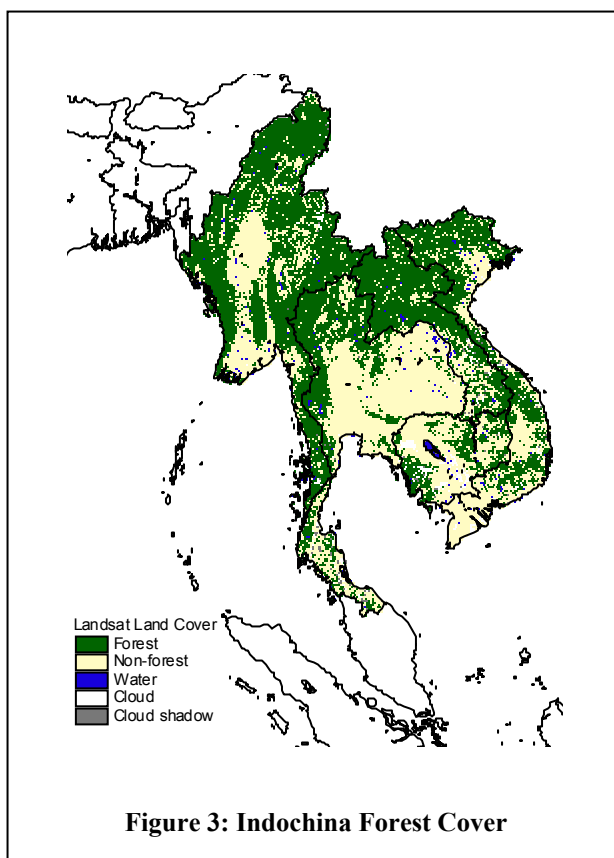 Landsat Land Cover
Forest
Non-forest
Water
Cloud
Cloud shadow
Figure 3: Indochina Forest Cover